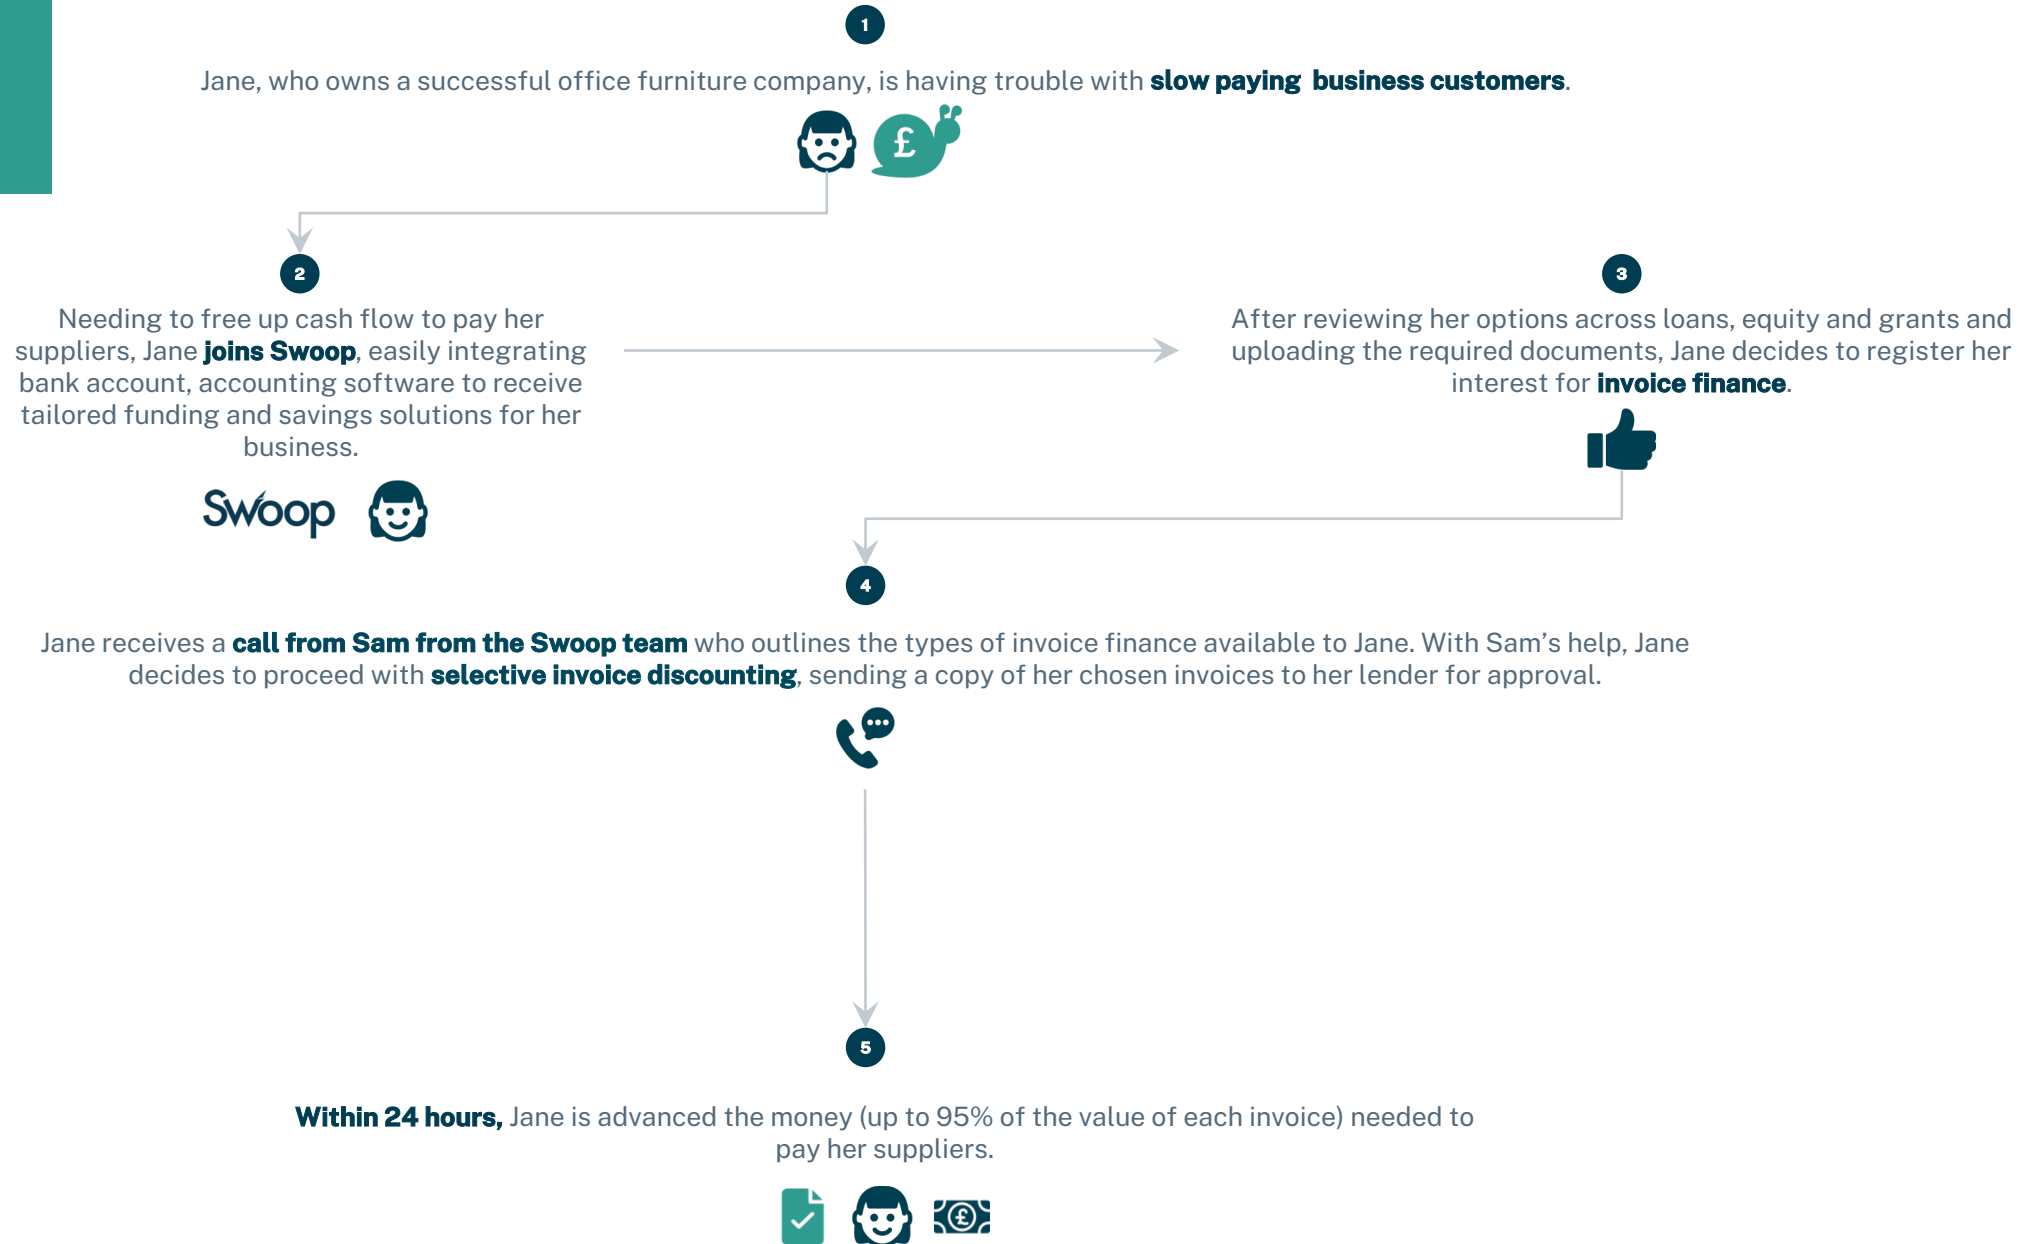 1
Jane, who owns a successful office furniture company, is having trouble with slow paying  business customers.
£
2
Needing to free up cash flow to pay her
suppliers, Jane joins Swoop, easily integrating
bank account, accounting software to receive
tailored funding and savings solutions for her
business.
Swoop
3
After reviewing her options across loans, equity and grants and
uploading the required documents, Jane decides to register her
interest for invoice finance.
4
Jane receives a call from Sam from the Swoop team who outlines the types of invoice finance available to Jane. With Sam’s help, Jane
decides to proceed with selective invoice discounting, sending a copy of her chosen invoices to her lender for approval.
5
Within 24 hours, Jane is advanced the money (up to 95% of the value of each invoice) needed to
pay her suppliers.
£